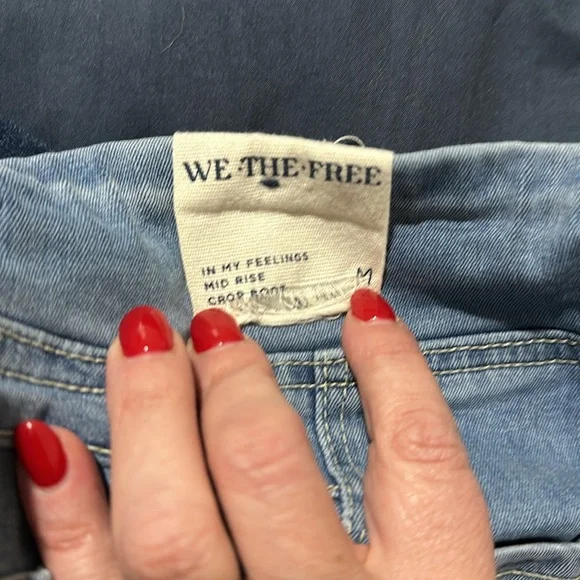 WE·THE·FREE
IN MY FEELINGS
MID RISE
CROP BOOT
M